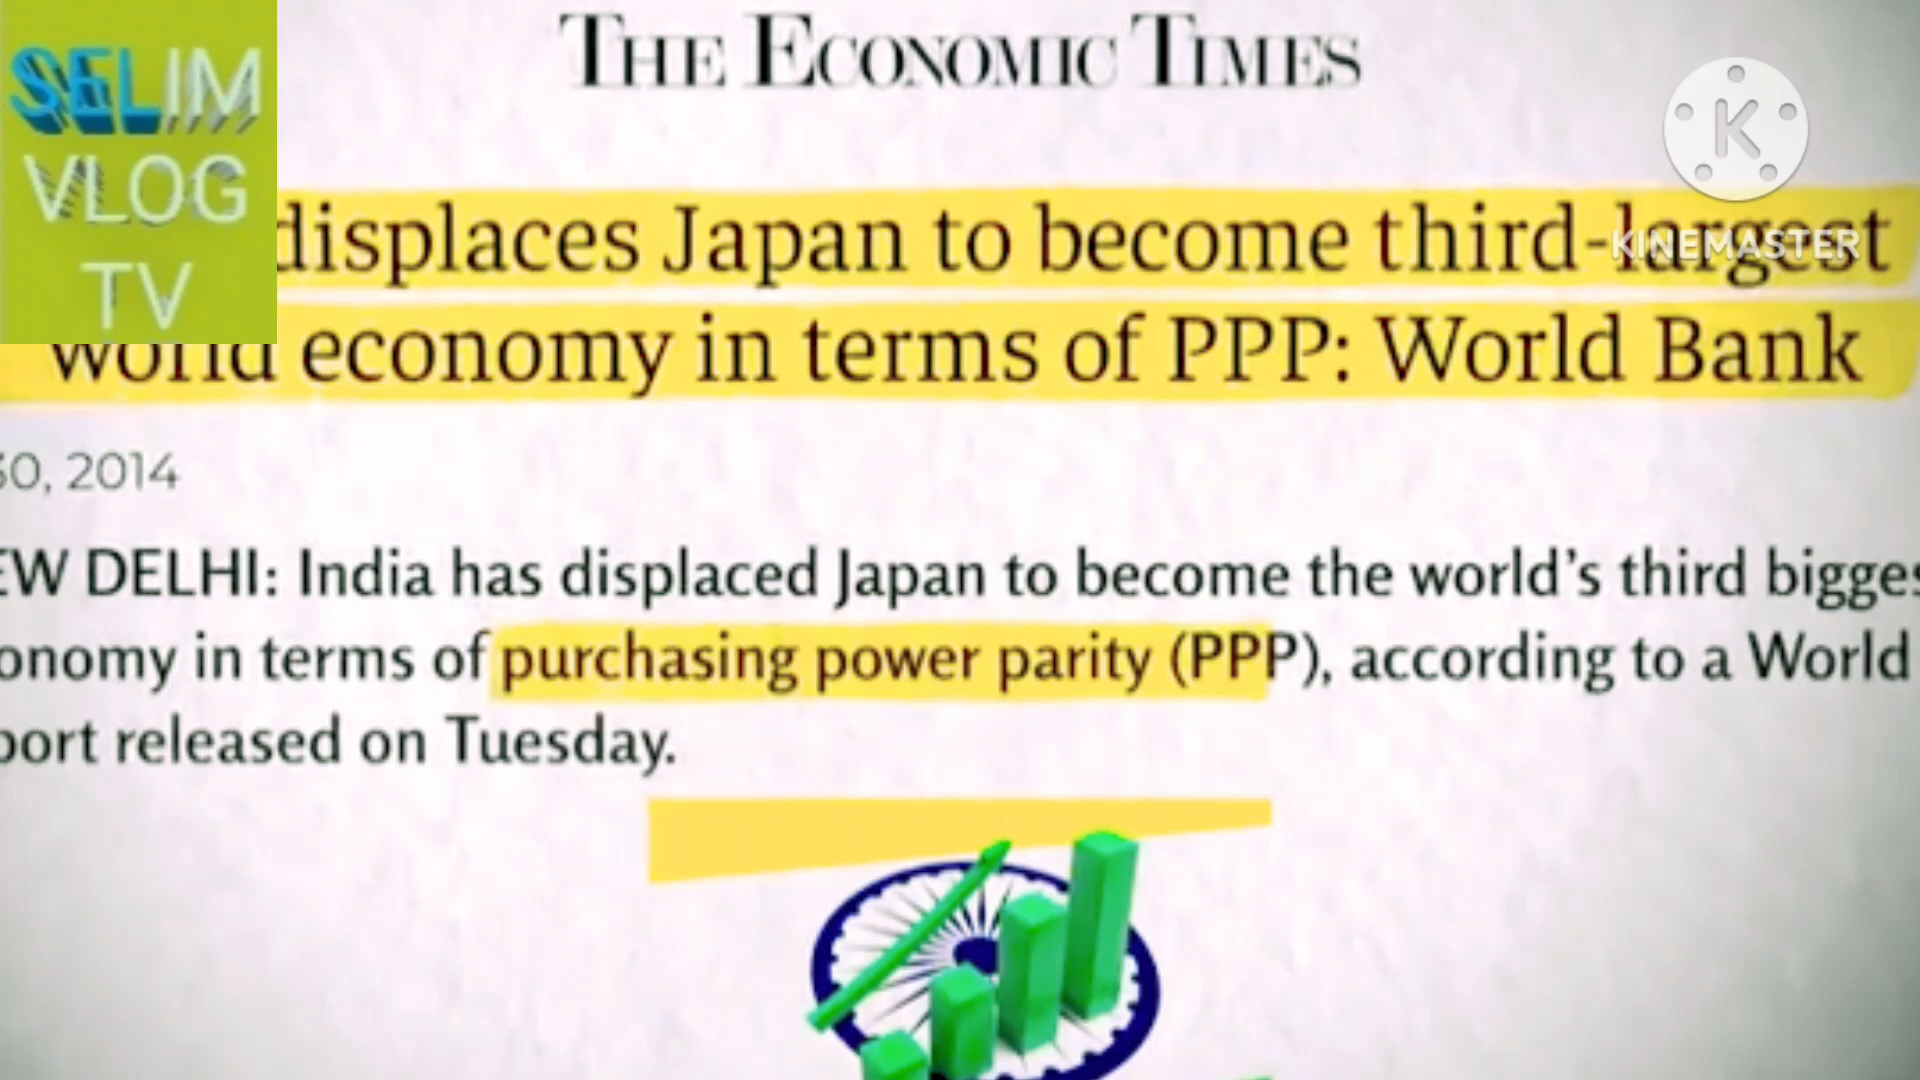 THE ECONOMIC TIMES
SELIM
VLOG
TV
K
KINEMASTER
displaces Japan to become third-largest
world economy in terms of PPP: World Bank
30, 2014
EW DELHI: India has displaced Japan to become the world's third bigges
onomy in terms of purchasing power parity (PPP), according to a World
port released on Tuesday.